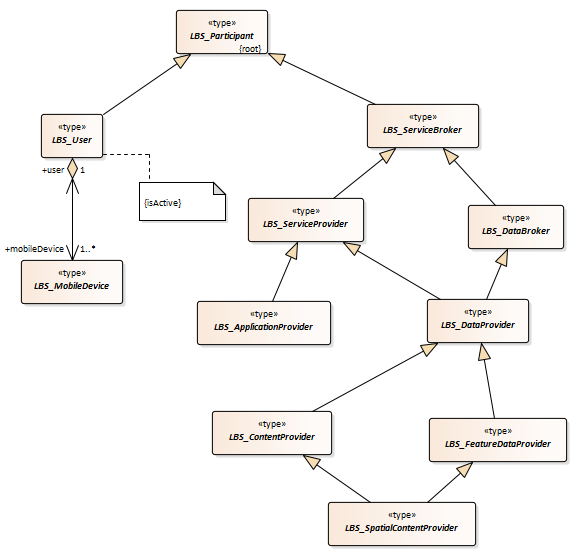 «type»
LBS_Participant
{root}
«type»
LBS_User
«type»
LBS_ServiceBroker
+user 1
{isActive}
«type»
LBS_ServiceProvider
«type»
LBS_DataBroker
+mobileDevice 1..*
«type»
LBS_MobileDevice
«type»
LBS_ApplicationProvider
«type»
LBS_DataProvider
«type»
LBS_ContentProvider
«type»
LBS_FeatureDataProvider
«type»
LBS_SpatialContentProvider